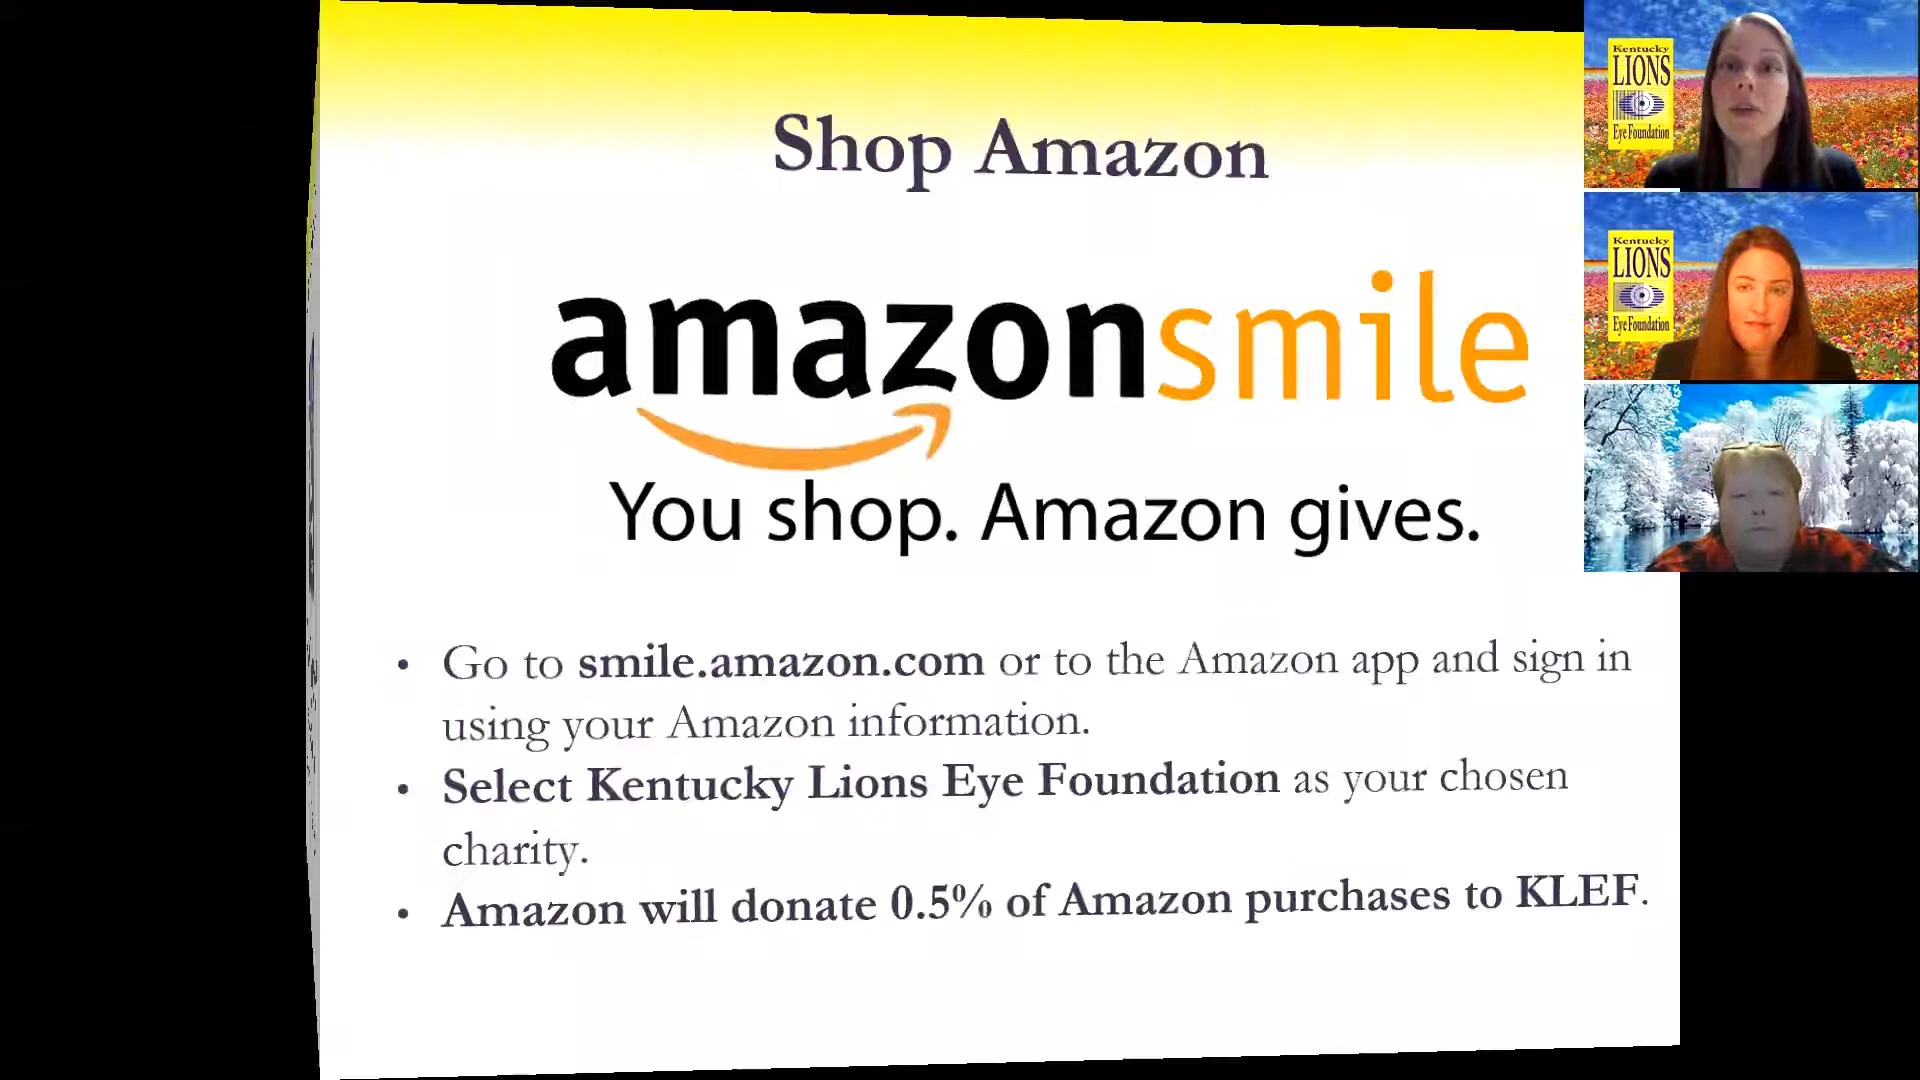 Shop Amazon
amazonsmile
You shop. Amazon gives.
• Go to smile.amazon.com or to the Amazon app and sign in
using your Amazon information.
• Select Kentucky Lions Eye Foundation as your chosen
charity.
• Amazon will donate 0.5% of Amazon purchases to KLEF.
Kentucky
LIONS
Eye Foundation
Kentucky
LIONS
Eye Foundation